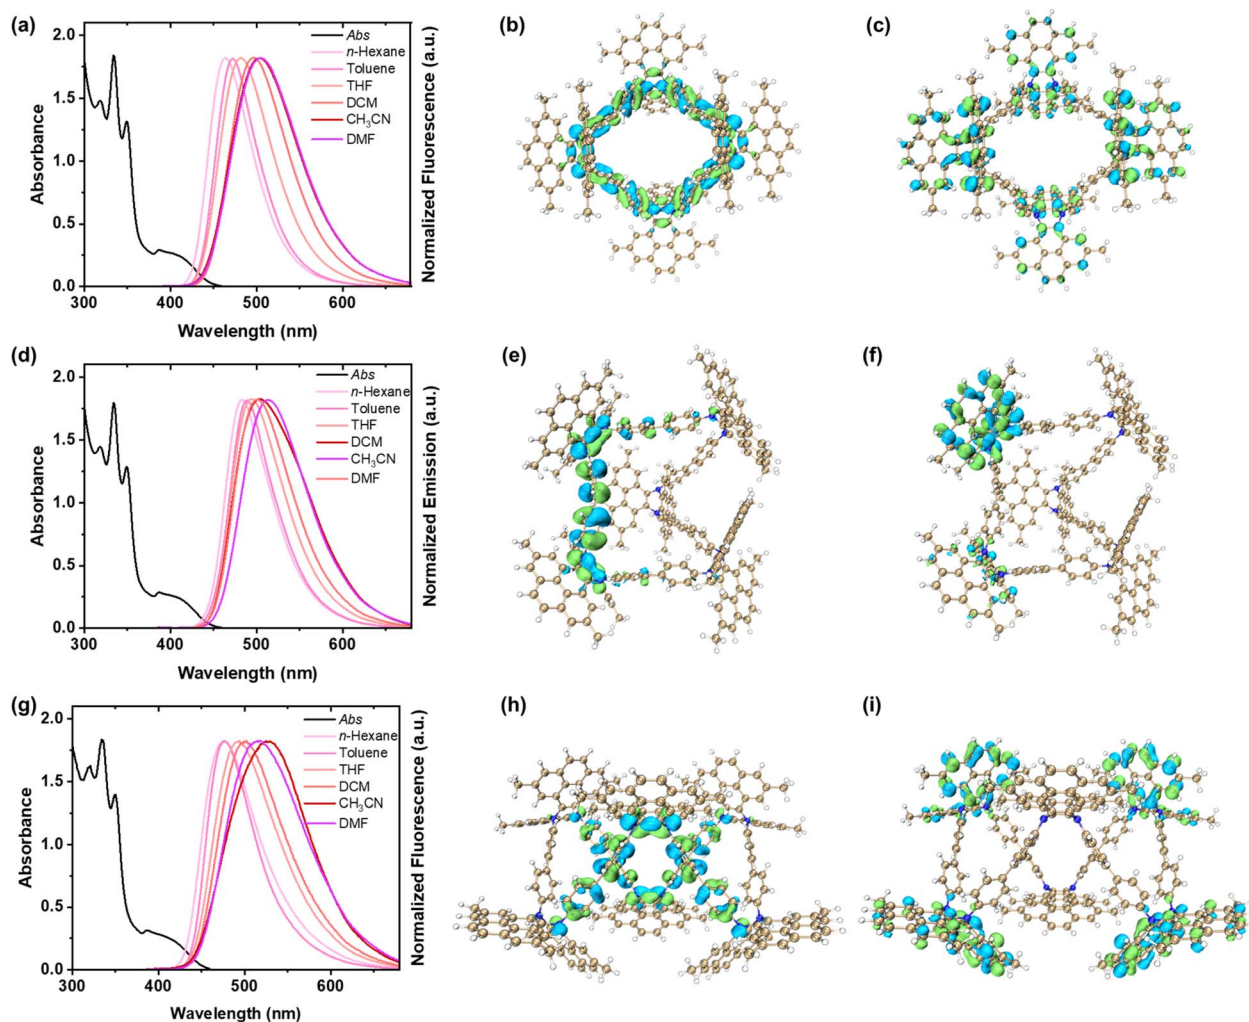 (a)
2.0
1.5
1.0
0.5
0.0
Absorbance
300 400 500 600
Wavelength (nm)
Normalized Fluorescence (a.u.)
Abs
n-Hexane
Toluene
THF
DCM
CH3CN
DMF
(b)
(c)
(d)
2.0
1.5
1.0
0.5
0.0
Absorbance
300 400 500 600
Wavelength (nm)
Normalized Emission (a.u.)
Abs
n-Hexane
Toluene
THF
DCM
CH3CN
DMF
(e)
(f)
(g)
2.0
1.5
1.0
0.5
0.0
Absorbance
300 400 500 600
Wavelength (nm)
Normalized Fluorescence (a.u.)
Abs
n-Hexane
Toluene
THF
DCM
CH3CN
DMF
(h)
(i)